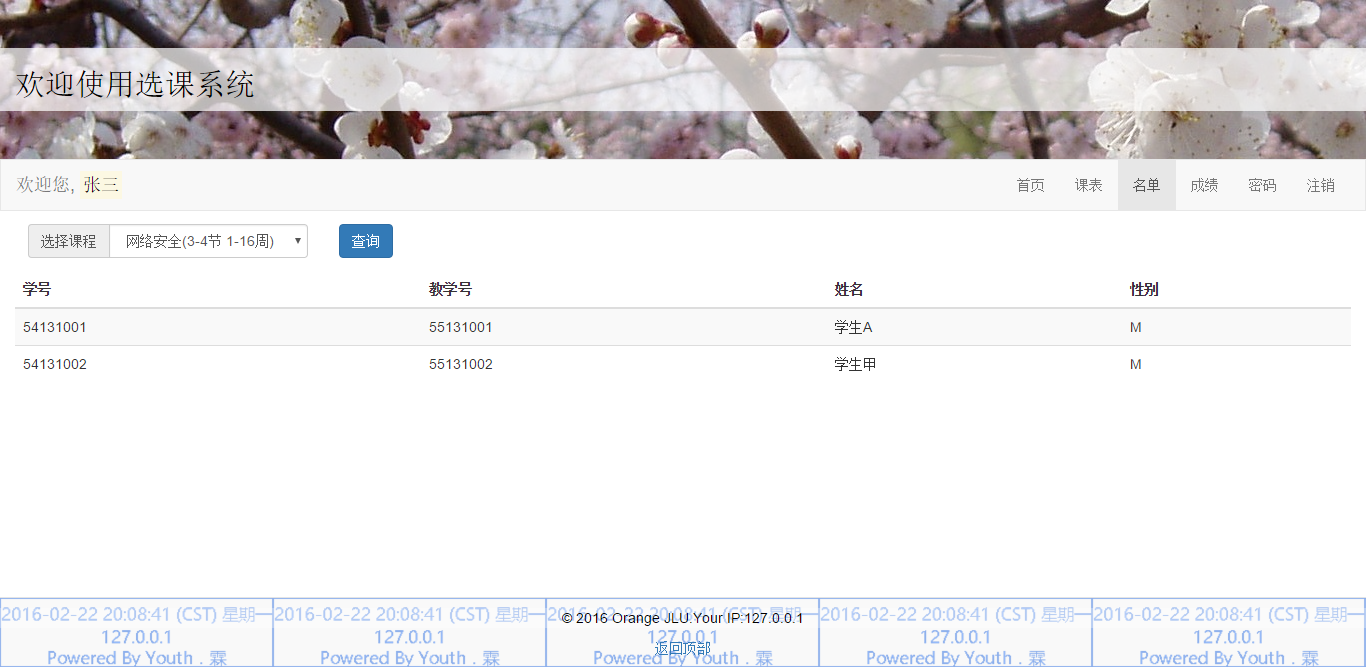 欢迎使用选课系统
欢迎您, 张三 首页 课表 名单 成绩 密码 注销
选择课程 网络安全(3-4节 1-16周) 查询
学号 教学号 姓名 性别
54131001 55131001 学生A M
54131002 55131002 学生甲 M
2016-02-22 20:08:41 (CST) 星期一 2016-02-22 20:08:41 (CST) 星期一 2016-02-22 20:08:41 (CST) 星期一 2016-02-22 20:08:41 (CST) 星期一 2016-02-22 20:08:41 (CST) 星期一
© 2016 Orange JLU.Your IP:127.0.0.1
127.0.0.1 127.0.0.1 127.0.0.1 127.0.0.1 127.0.0.1
返回顶部
Powered By Youth . 霖 Powered By Youth . 霖 Powered By Youth . 霖 Powered By Youth . 霖 Powered By Youth . 霖